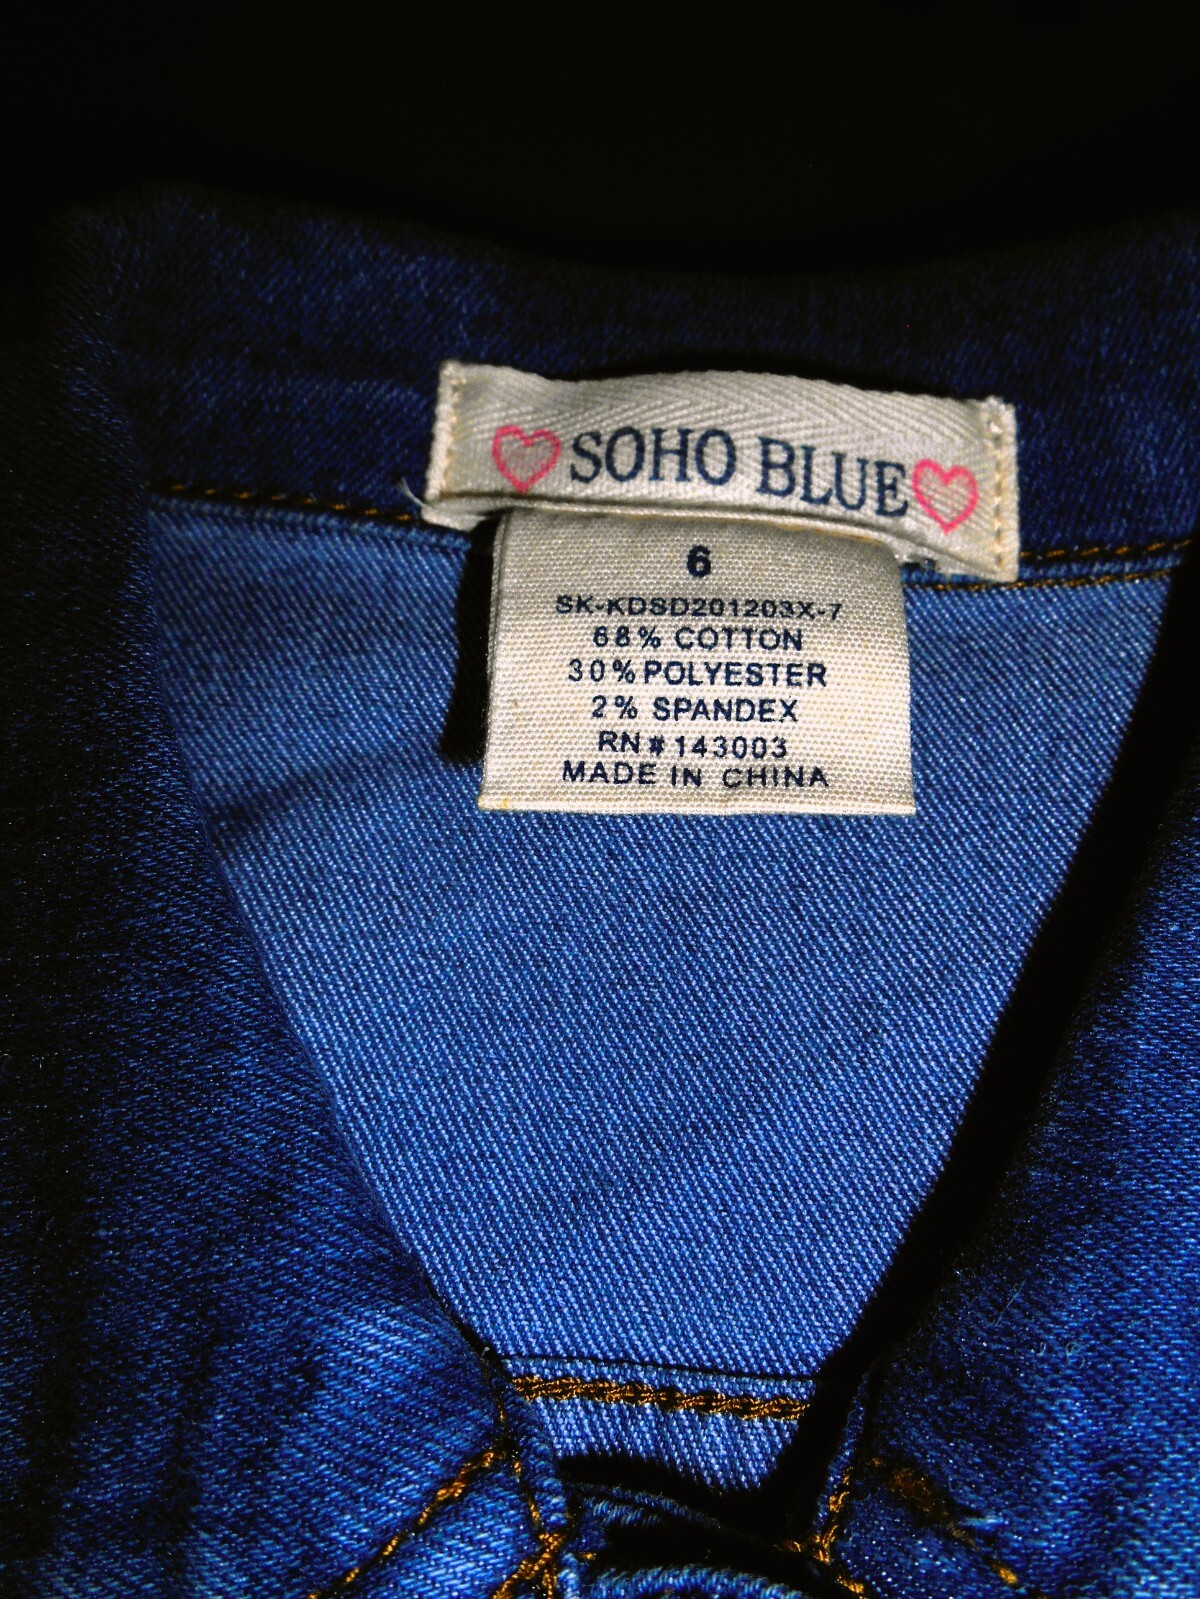 SOHO BLUE
6
SK-KDSD201203X-7
68% COTTON
30% POLYESTER
2% SPANDEX
RN#143003
MADE IN CHINA